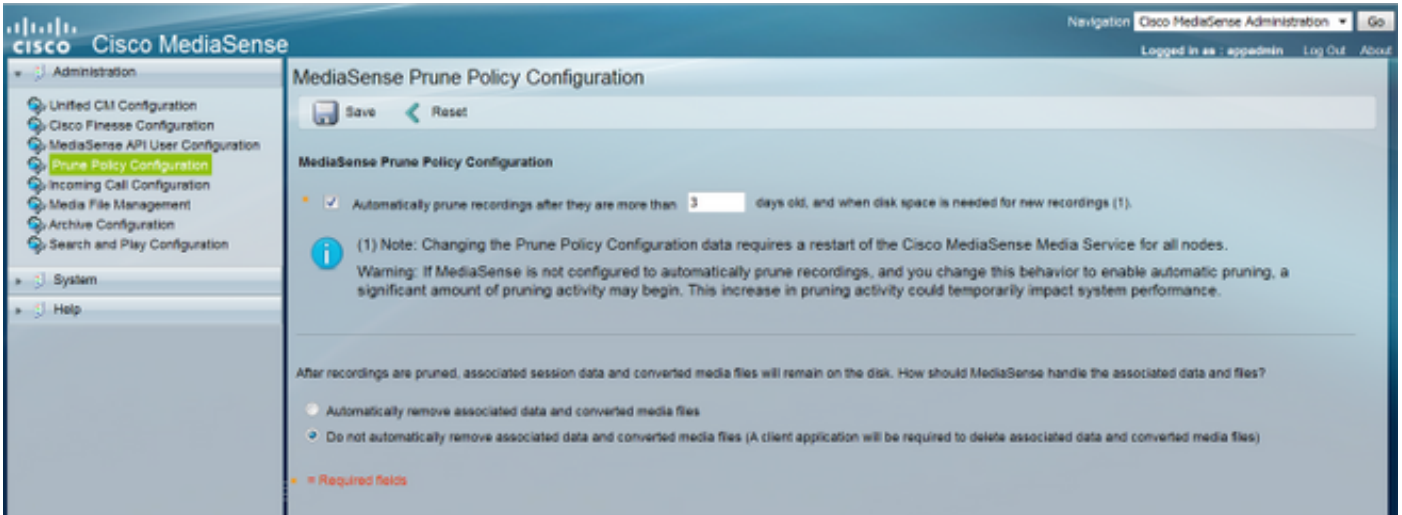 Navigation Cisco MediaSense Administration Go
CISCO Cisco MediaSense
Logged in as : appadmin Log Out About
Administration
Unified CM Configuration
Cisco Finesse Configuration
MediaSense API User Configuration
Prune Policy Configuration
Incoming Call Configuration
Media File Management
Archive Configuration
Search and Play Configuration
System
Help
MediaSense Prune Policy Configuration
Save Reset
MediaSense Prune Policy Configuration
* Automatically prune recordings after they are more than 3 days old, and when disk space is needed for new recordings (1).
(1) Note: Changing the Prune Policy Configuration data requires a restart of the Cisco MediaSense Media Service for all nodes.
Warning: If MediaSense is not configured to automatically prune recordings, and you change this behavior to enable automatic pruning, a
significant amount of pruning activity may begin. This increase in pruning activity could temporarily impact system performance.
After recordings are pruned, associated session data and converted media files will remain on the disk. How should MediaSense handle the associated data and files?
Automatically remove associated data and converted media files
Do not automatically remove associated data and converted media files (A client application will be required to delete associated data and converted media files)
* = Required fields